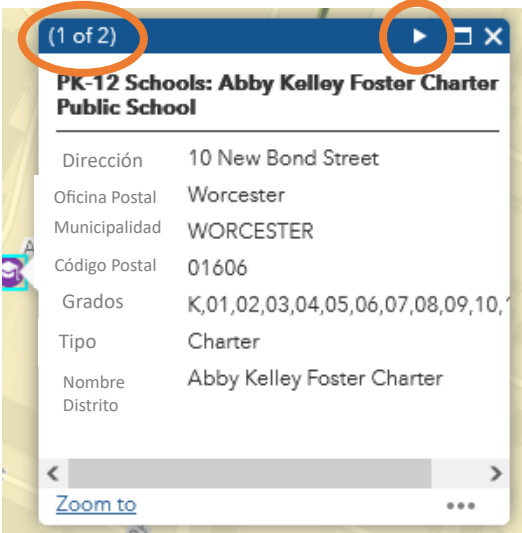 (1 of 2)
PK-12 Schools: Abby Kelley Foster Charter
Public School
Dirección 10 New Bond Street
Oficina Postal Worcester
Municipalidad WORCESTER
Código Postal 01606
Grados K,01,02,03,04,05,06,07,08,09,10,
Tipo Charter
Nombre Abby Kelley Foster Charter
Distrito
Zoom to